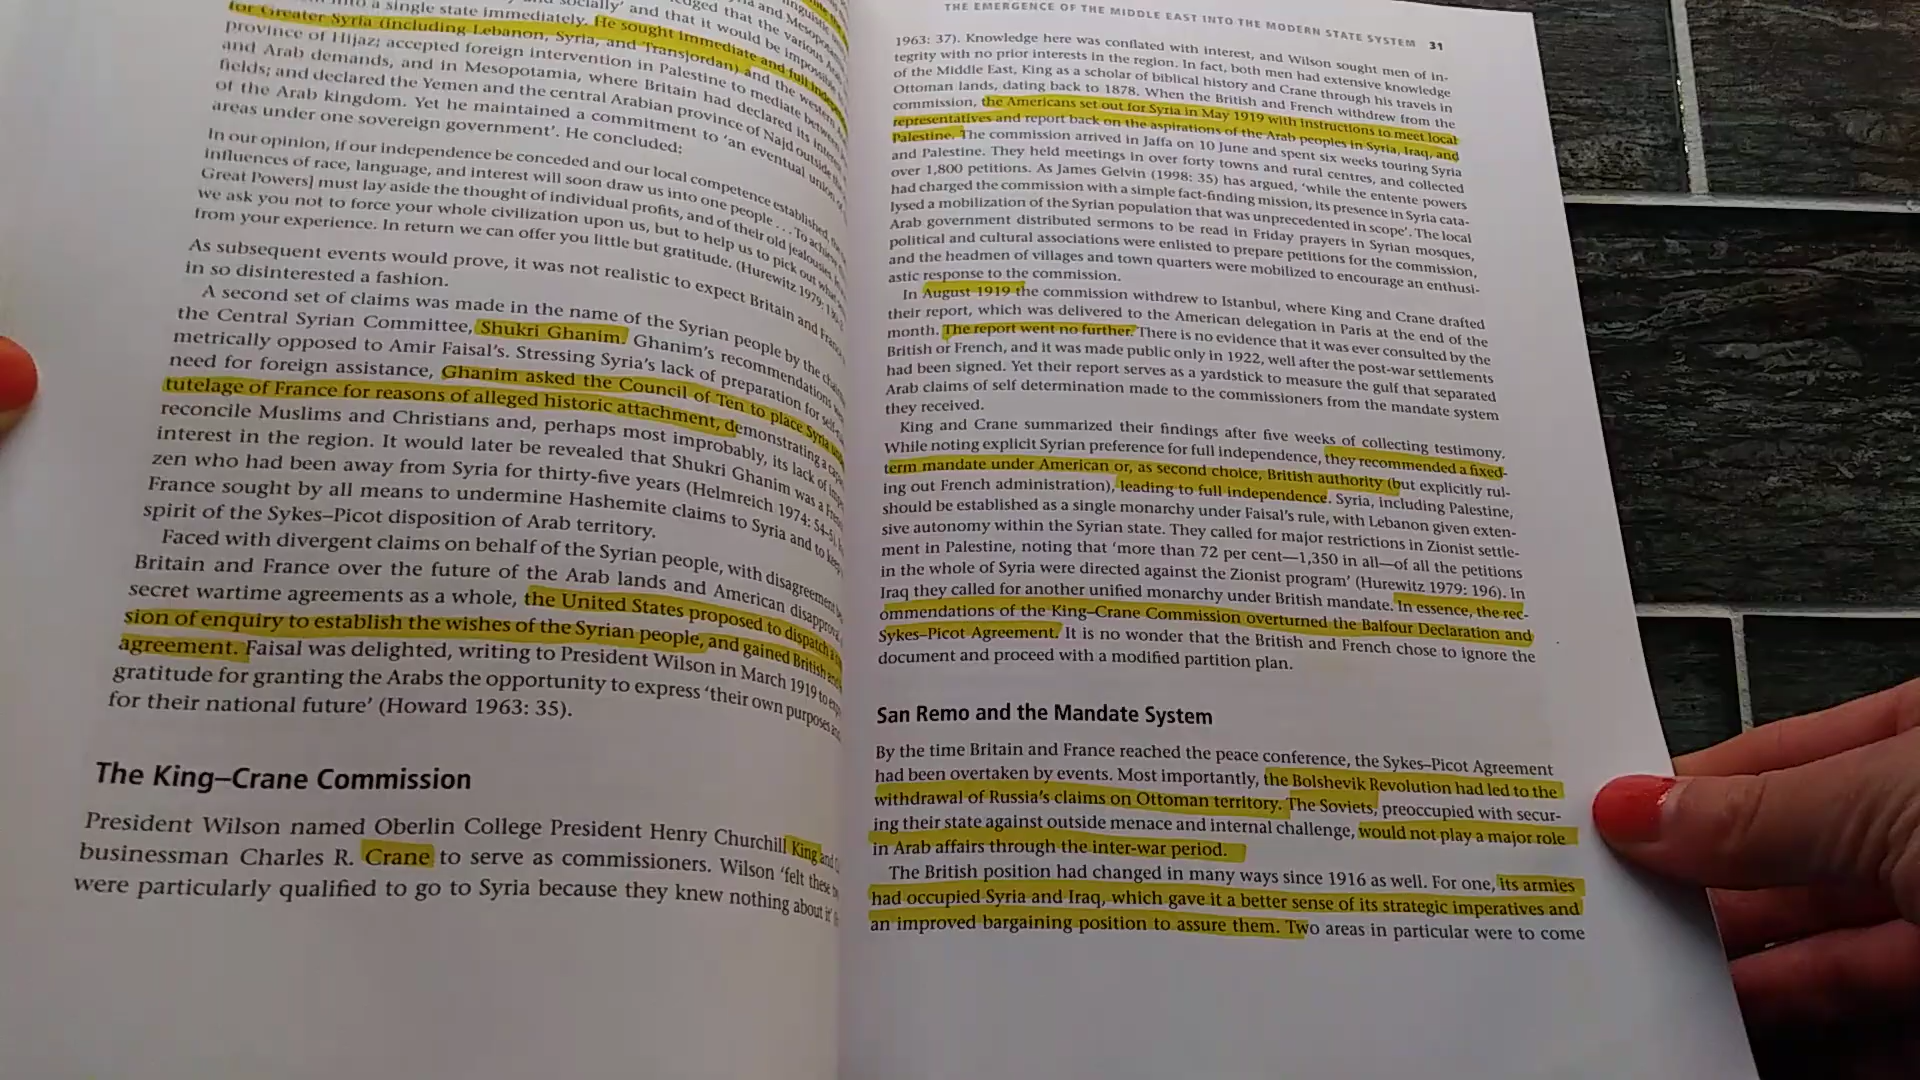 into a single state immediately. He sought immediate and full
for Greater Syria (including Lebanon, Syria, and Transjordan) and the western
province of Hijaz; accepted foreign intervention in Palestine to mediate between
and Arab demands, and in Mesopotamia, where Britain had declared its
fields; and declared the Yemen and the central Arabian province of Najd outside the
of the Arab kingdom. Yet he maintained a commitment to 'an eventual union of
areas under one sovereign government'. He concluded:
In our opinion, if our independence be conceded and our local competence established, the
influences of race, language, and interest will soon draw us into one people . . . To achieve
Great Powers] must lay aside the thought of individual profits, and of their old jealousies.
we ask you not to force your whole civilization upon us, but to help us to pick out
from your experience. In return we can offer you little but gratitude. (Hurewitz 1979:
As subsequent events would prove, it was not realistic to expect Britain and
in so disinterested a fashion.
A second set of claims was made in the name of the Syrian people by the
the Central Syrian Committee, Shukri Ghanim. Ghanim's recommendations
metrically opposed to Amir Faisal's. Stressing Syria's lack of preparation for
need for foreign assistance, Ghanim asked the Council of Ten to place Syria
tutelage of France for reasons of alleged historic attachment, demonstrating a
reconcile Muslims and Christians and, perhaps most improbably, its lack of
interest in the region. It would later be revealed that Shukri Ghanim was a
zen who had been away from Syria for thirty-five years (Helmreich 1974: 54–5).
France sought by all means to undermine Hashemite claims to Syria and to
spirit of the Sykes–Picot disposition of Arab territory.
Faced with divergent claims on behalf of the Syrian people, with disagreement
Britain and France over the future of the Arab lands and American disapproval
secret wartime agreements as a whole, the United States proposed to dispatch a
sion of enquiry to establish the wishes of the Syrian people, and gained British
agreement. Faisal was delighted, writing to President Wilson in March 1919 to
gratitude for granting the Arabs the opportunity to express 'their own purposes
for their national future' (Howard 1963: 35).
The King–Crane Commission
President Wilson named Oberlin College President Henry Churchill King and
businessman Charles R. Crane to serve as commissioners. Wilson 'felt these
were particularly qualified to go to Syria because they knew nothing about it'
THE EMERGENCE OF THE MIDDLE EAST INTO THE MODERN STATE SYSTEM 31
1963: 37). Knowledge here was conflated with interest, and Wilson sought men of in-
tegrity with no prior interests in the region. In fact, both men had extensive knowledge
of the Middle East, King as a scholar of biblical history and Crane through his travels in
Ottoman lands, dating back to 1878. When the British and French withdrew from the
commission, the Americans set out for Syria in May 1919 with instructions to meet local
representatives and report back on the aspirations of the Arab peoples in Syria, Iraq, and
Palestine. The commission arrived in Jaffa on 10 June and spent six weeks touring Syria
and Palestine. They held meetings in over forty towns and rural centres, and collected
over 1,800 petitions. As James Gelvin (1998: 35) has argued, 'while the entente powers
had charged the commission with a simple fact-finding mission, its presence in Syria cata-
lysed a mobilization of the Syrian population that was unprecedented in scope'. The local
Arab government distributed sermons to be read in Friday prayers in Syrian mosques,
political and cultural associations were enlisted to prepare petitions for the commission,
and the headmen of villages and town quarters were mobilized to encourage an enthusi-
astic response to the commission.
In August 1919 the commission withdrew to Istanbul, where King and Crane drafted
their report, which was delivered to the American delegation in Paris at the end of the
month. The report went no further. There is no evidence that it was ever consulted by the
British or French, and it was made public only in 1922, well after the post-war settlements
had been signed. Yet their report serves as a yardstick to measure the gulf that separated
Arab claims of self determination made to the commissioners from the mandate system
they received.
King and Crane summarized their findings after five weeks of collecting testimony.
While noting explicit Syrian preference for full independence, they recommended a fixed-
term mandate under American or, as second choice, British authority (but explicitly rul-
ing out French administration), leading to full independence. Syria, including Palestine,
should be established as a single monarchy under Faisal's rule, with Lebanon given exten-
sive autonomy within the Syrian state. They called for major restrictions in Zionist settle-
ment in Palestine, noting that 'more than 72 per cent—1,350 in all—of all the petitions
in the whole of Syria were directed against the Zionist program' (Hurewitz 1979: 196). In
Iraq they called for another unified monarchy under British mandate. In essence, the rec-
ommendations of the King–Crane Commission overturned the Balfour Declaration and
Sykes–Picot Agreement. It is no wonder that the British and French chose to ignore the
document and proceed with a modified partition plan.
San Remo and the Mandate System
By the time Britain and France reached the peace conference, the Sykes–Picot Agreement
had been overtaken by events. Most importantly, the Bolshevik Revolution had led to the
withdrawal of Russia's claims on Ottoman territory. The Soviets, preoccupied with secur-
ing their state against outside menace and internal challenge, would not play a major role
in Arab affairs through the inter-war period.
The British position had changed in many ways since 1916 as well. For one, its armies
had occupied Syria and Iraq, which gave it a better sense of its strategic imperatives and
an improved bargaining position to assure them. Two areas in particular were to come